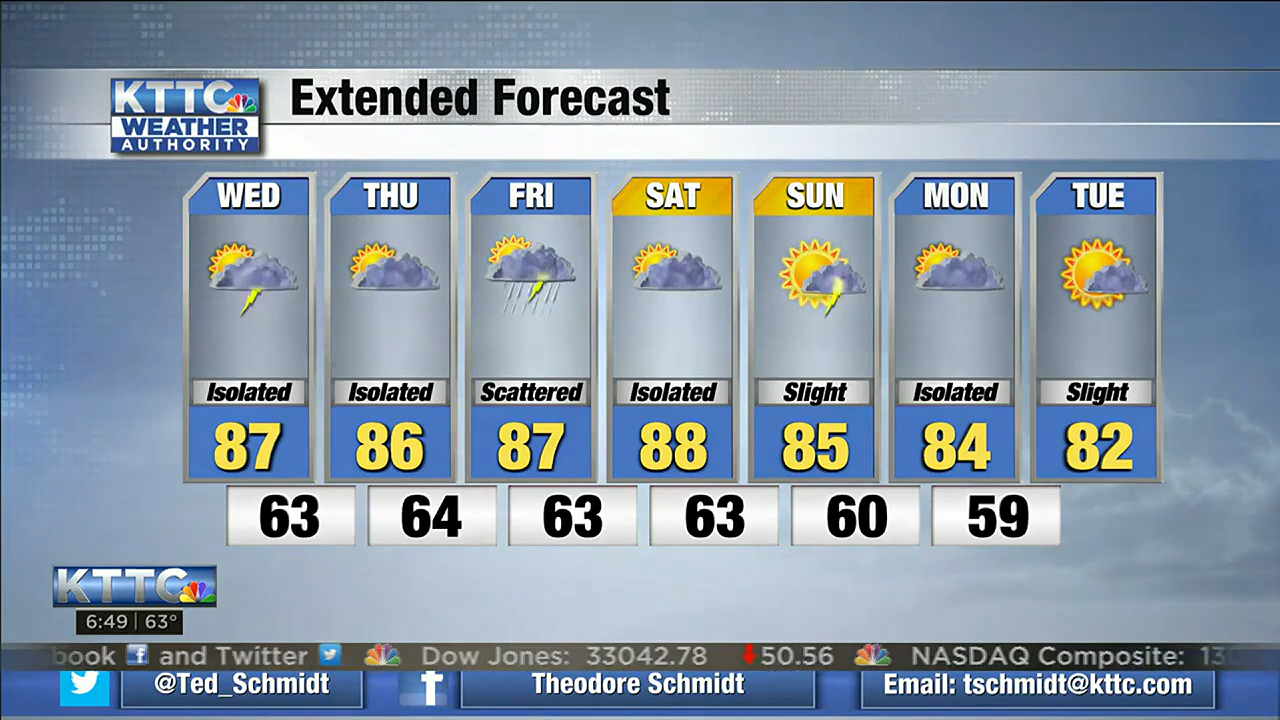 KTTC
WEATHER
AUTHORITY
Extended Forecast
WED THU FRI SAT SUN MON TUE
Isolated Isolated Scattered Isolated Slight Isolated Slight
87 86 87 88 85 84 82
63 64 63 63 60 59
KTTC
6:49 | 63°
book and Twitter Dow Jones: 33042.78 50.56 NASDAQ Composite:
@Ted_Schmidt Theodore Schmidt Email: tschmidt@kttc.com